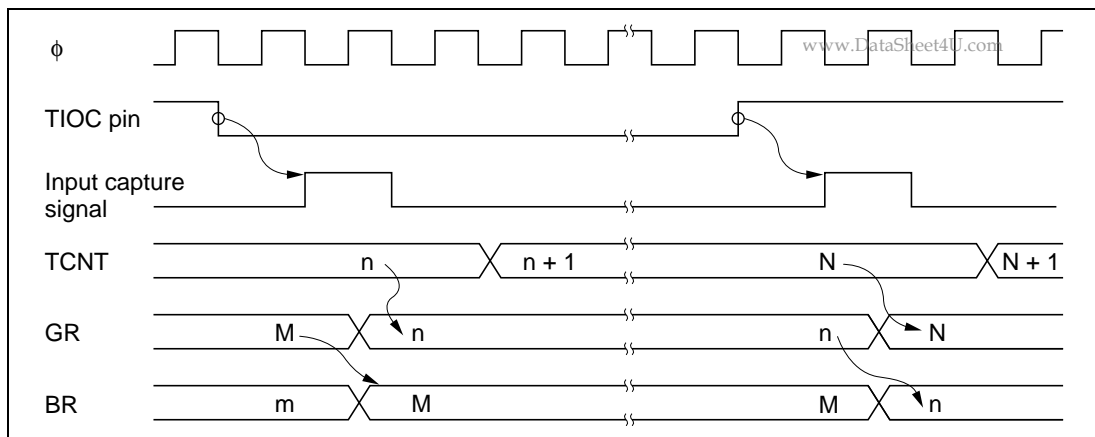 φ
www.DataSheet4U.com
TIOC pin
Input capture
signal
TCNT n n + 1 N N + 1
GR M n n N
BR m M M n